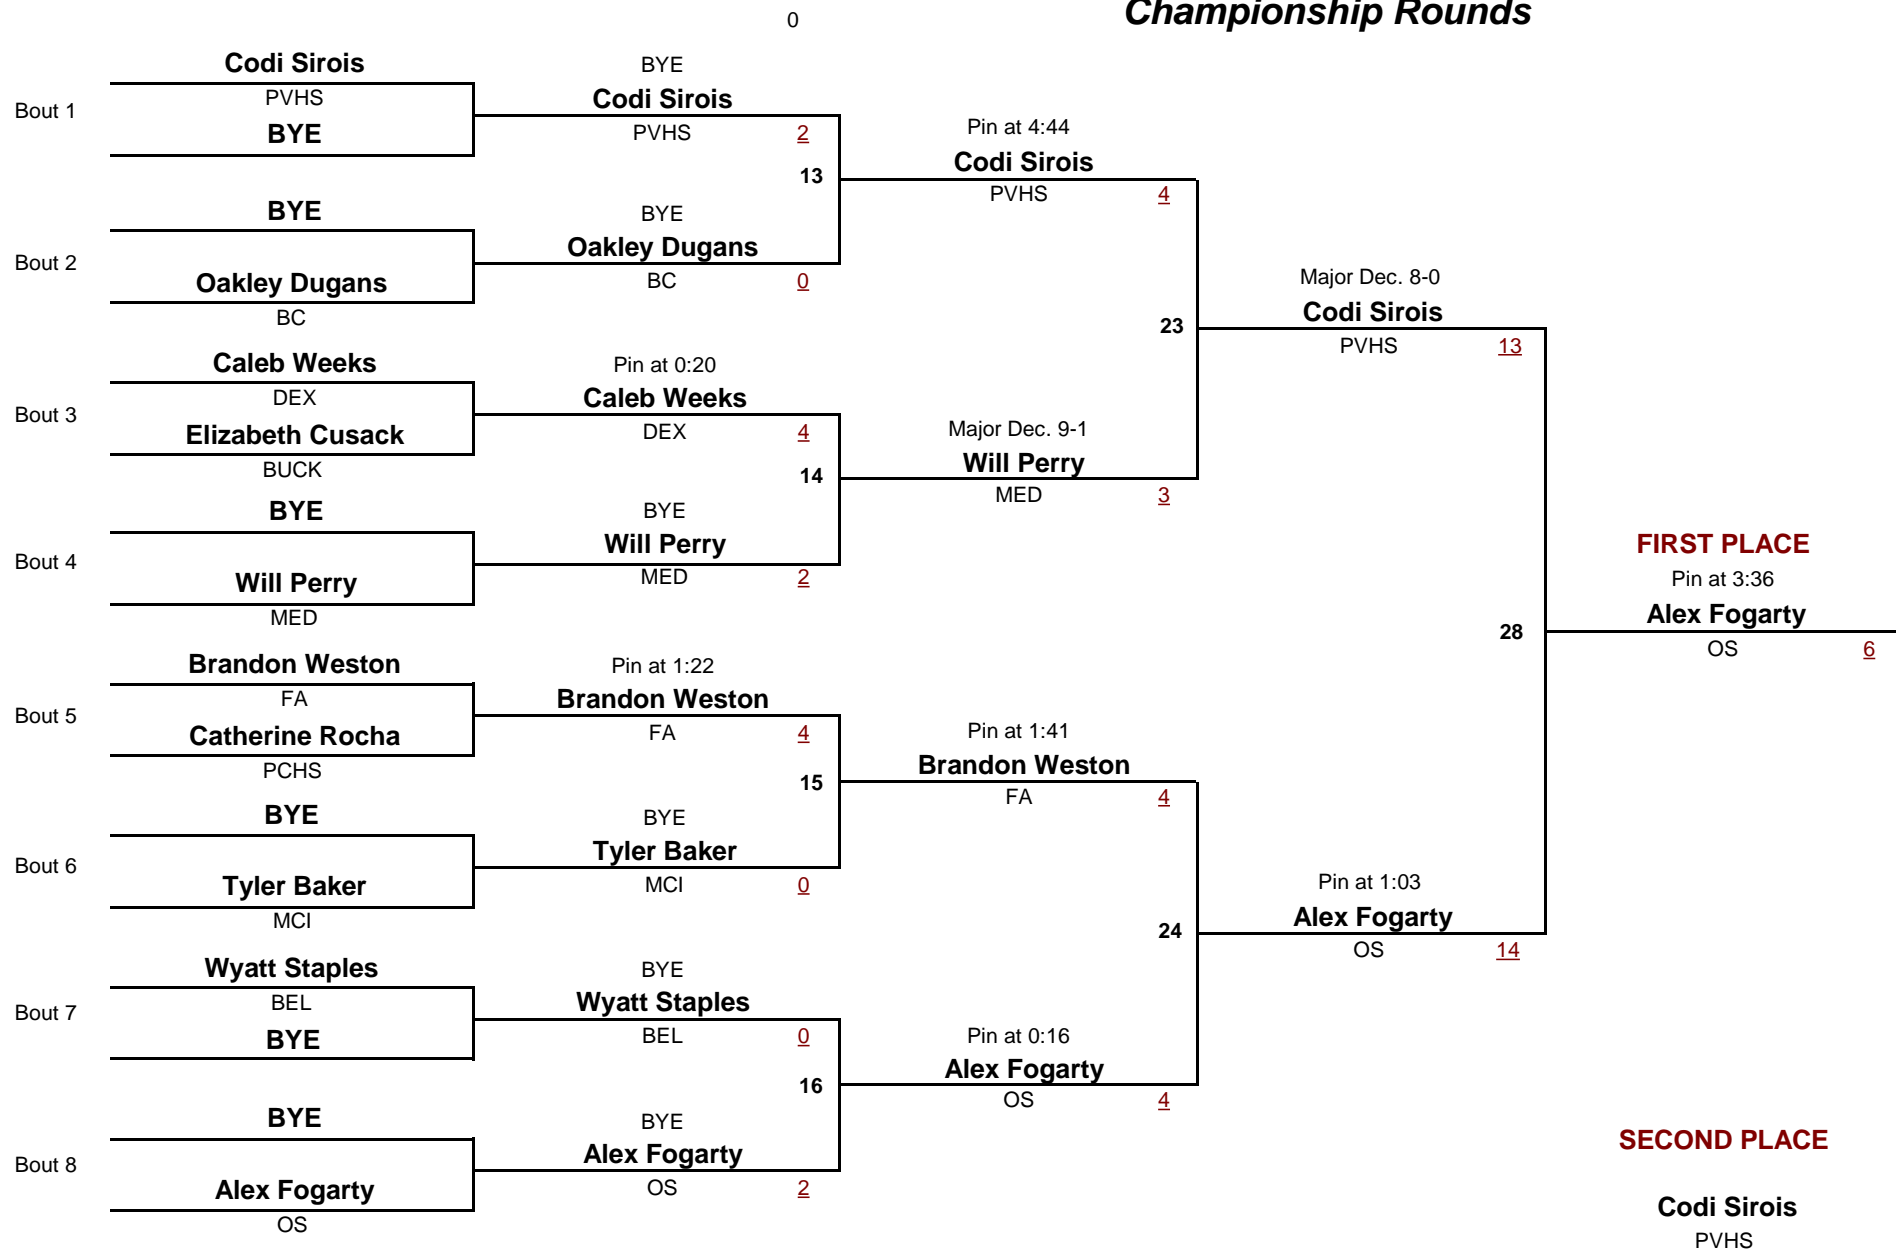 0
Championship Rounds
Codi Sirois
PVHS
Bout 1
BYE
BYE
Oakley Dugans
Bout 2
BC
Caleb Weeks
DEX
Bout 3
Elizabeth Cusack
BUCK
BYE
Bout 4
Will Perry
MED
Brandon Weston
FA
Bout 5
Catherine Rocha
PCHS
BYE
Bout 6
Tyler Baker
MCI
Wyatt Staples
BEL
Bout 7
BYE
BYE
Bout 8
Alex Fogarty
OS
BYE
Codi Sirois
PVHS 2
13
BYE
Oakley Dugans
BC 0
Pin at 0:20
Caleb Weeks
DEX 4
14
BYE
Will Perry
MED 2
Pin at 1:22
Brandon Weston
FA 4
15
BYE
Tyler Baker
MCI 0
BYE
Wyatt Staples
BEL 0
16
BYE
Alex Fogarty
OS 2
Pin at 4:44
Codi Sirois
PVHS 4
23
Major Dec. 9-1
Will Perry
MED 3
Pin at 1:41
Brandon Weston
FA 4
24
Pin at 0:16
Alex Fogarty
OS 4
Major Dec. 8-0
Codi Sirois
PVHS 13
28
Pin at 1:03
Alex Fogarty
OS 14
FIRST PLACE
Pin at 3:36
Alex Fogarty
OS 6
SECOND PLACE
Codi Sirois
PVHS